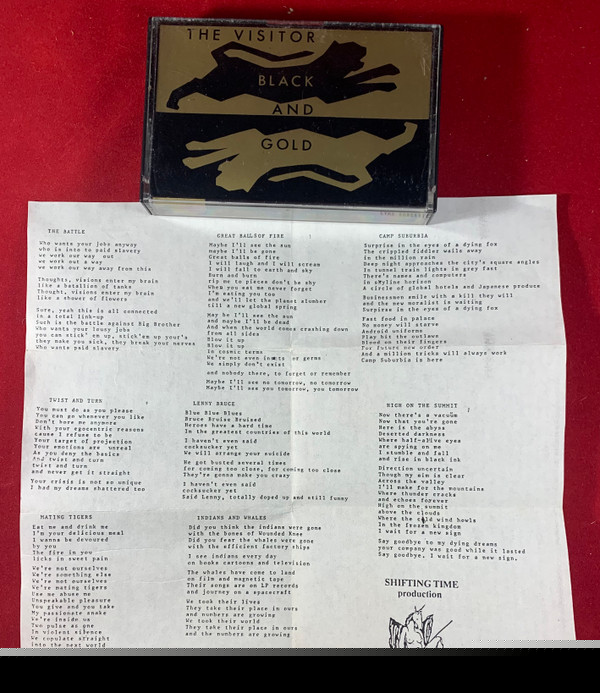 THE VISITOR
BLACK
AND
GOLD
THE BATTLE
Who wants your jobs anyway
who is into paid slavery
we work our way out
we work out a way
we work our way away from this
Thoughts, visions enter my brain
like a batallion of tanks
Thought, visions enter my brain
like a shower of flowers
Sure, yeah this is all connected
in a total link-up
Such is the battle against Big Brother
Who wants your lousy jobs
you can stick' em up, stick'em up your's
they make you sick, they break your nerves
Who wants paid slavery
GREAT BALLS OF FIRE
Maybe I'll see the sun
maybe I'll be gone
Great balls of fire
I will laugh and I will scream
I will fall to earth and sky
Burn and burn
rip me to pieces don't be shy
When you eat me never forget
I'm eating you too
and we'll let the planet slumber
till a new global spring
May be I'll see the sun
and maybe I'll be dead
And when the world comes crashing down
from all sides
Blow it up
Blow it up
In cosmic terms
We're not even or germs
We simply don't exist
and nobody there, to forget or remember
Maybe I'll see no tomorrow, no tomorrow
Maybe I'll see you tomorrow, you tomorrow
CAMP SUBURBIA
Surprise in the eyes of a dying fox
The crippled fiddler walks away
in the million rain
Deep night approaches the city's square angles
In tunnel train lights in grey fast
There's names and computers
in skyline horizon
A circle of global hotels and Japanese produce
Businessmen smile with a kill they will
and the new moralist is waiting
Surpizes in the eyes of a dying fox
Fast food in palace
No money will starve
Android uniforms
Play hit the outlaws
Blood on their fingers
For future new order
And a million tricks will always work
Camp Suburbia is here
TWIST AND TURN
You must do as you please
You can go whenever you like
Don't bore me anymore
With your egocentric reasons
cause I refuse to be
Your target of projection
Your emotions are unreal
As you deny the basics
And twist and turn
twist and turn
and never get it straight
Your crisis is not so unique
I had my dreams shattered too
LENNY BRUCE
Blue Blue Blues
Bruce Bruise Bruised
Heroes have a hard time
In the greatest countries of this world
I haven't even said
cocksucker yet
We will arrange your suicide
He got busted several times
for coming too close, for coming too close
They're gonna make you crazy
I haven't even said
cocksucker yet
Said Lenny, totally doped up and still funny
HIGH ON THE SUMMIT
Now there's a vacuum
Now that you're gone
Here is the abyss
Deserted darkness
Where half-alive eyes
are spying on me
I stumble and fall
and rise in black ink
Direction uncertain
Though my aim is clear
Across the valley
I'll make for the mountains
Where thunder cracks
and echoes forever
High on the summit
above the clouds
Where the cold wind howls
In the frozen kingdom
I wait for a new sign
Say goodbye to my dying dreams
your company was good while it lasted
Say goodbye, I wait for a new sign.
MATING TIGERS
Eat me and drink me
I'm your delicious meal
I wanna be devoured
by you
The fire in you
licks in sweet pain
We're not ourselves
We're something else
We're not ourselves
We're mating tigers
Use me abuse me
Unspeakable pleasure
You give and you take
My passionate snake
We're inside us
Two pulse as one
In violent silence
We copulate straight
into the next world
INDIANS AND WHALES
Did you think the indians were gone
with the bones of Wounded Knee
Did you fear the whales were gone
with the efficient factory ships
I see indians every day
on books cartoons and television
The whales have come to land
on film and magnetic tape
Their songs are on LP records
and journey on a spacecraft
We took their lives
They take their place in ours
and numbers are growing
We took their world
They take their place in ours
and the numbers are growing
SHIFTING TIME
production